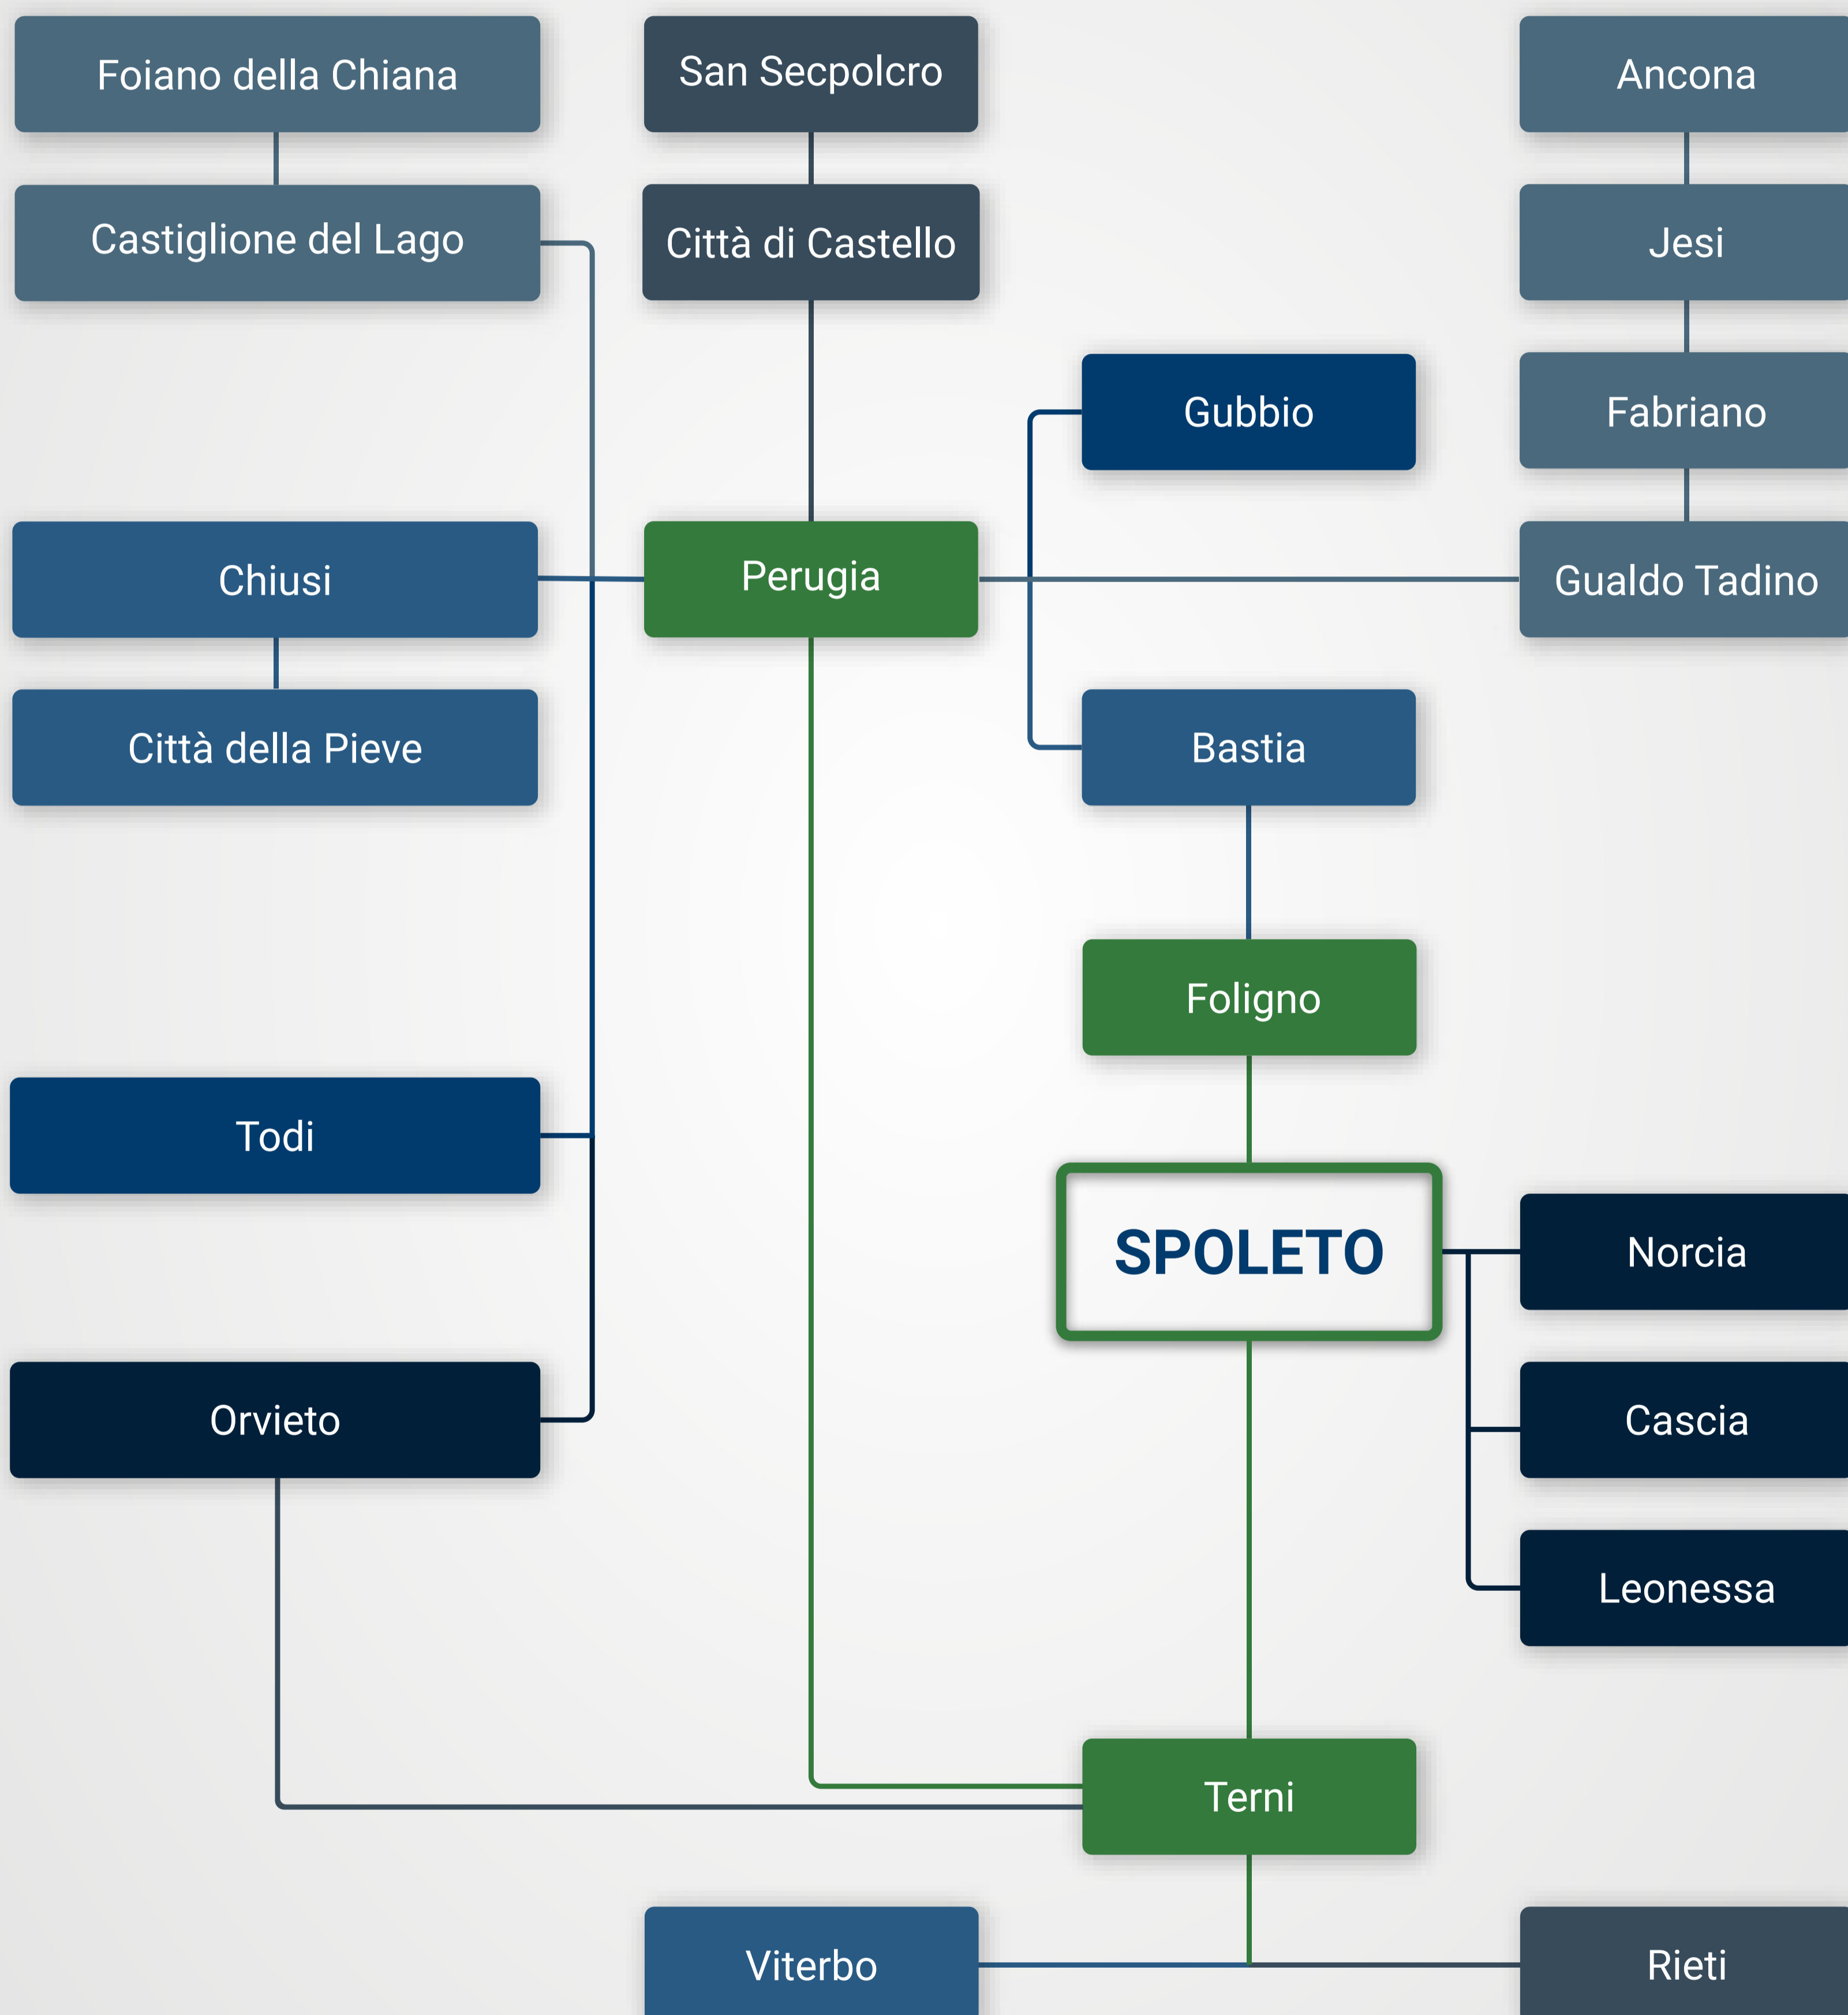 Foiano della Chiana
San Secpolcro
Ancona
Castiglione del Lago
Città di Castello
Jesi
Gubbio
Fabriano
Chiusi
Perugia
Gualdo Tadino
Città della Pieve
Bastia
Foligno
Todi
SPOLETO
Norcia
Orvieto
Cascia
Leonessa
Terni
Viterbo
Rieti